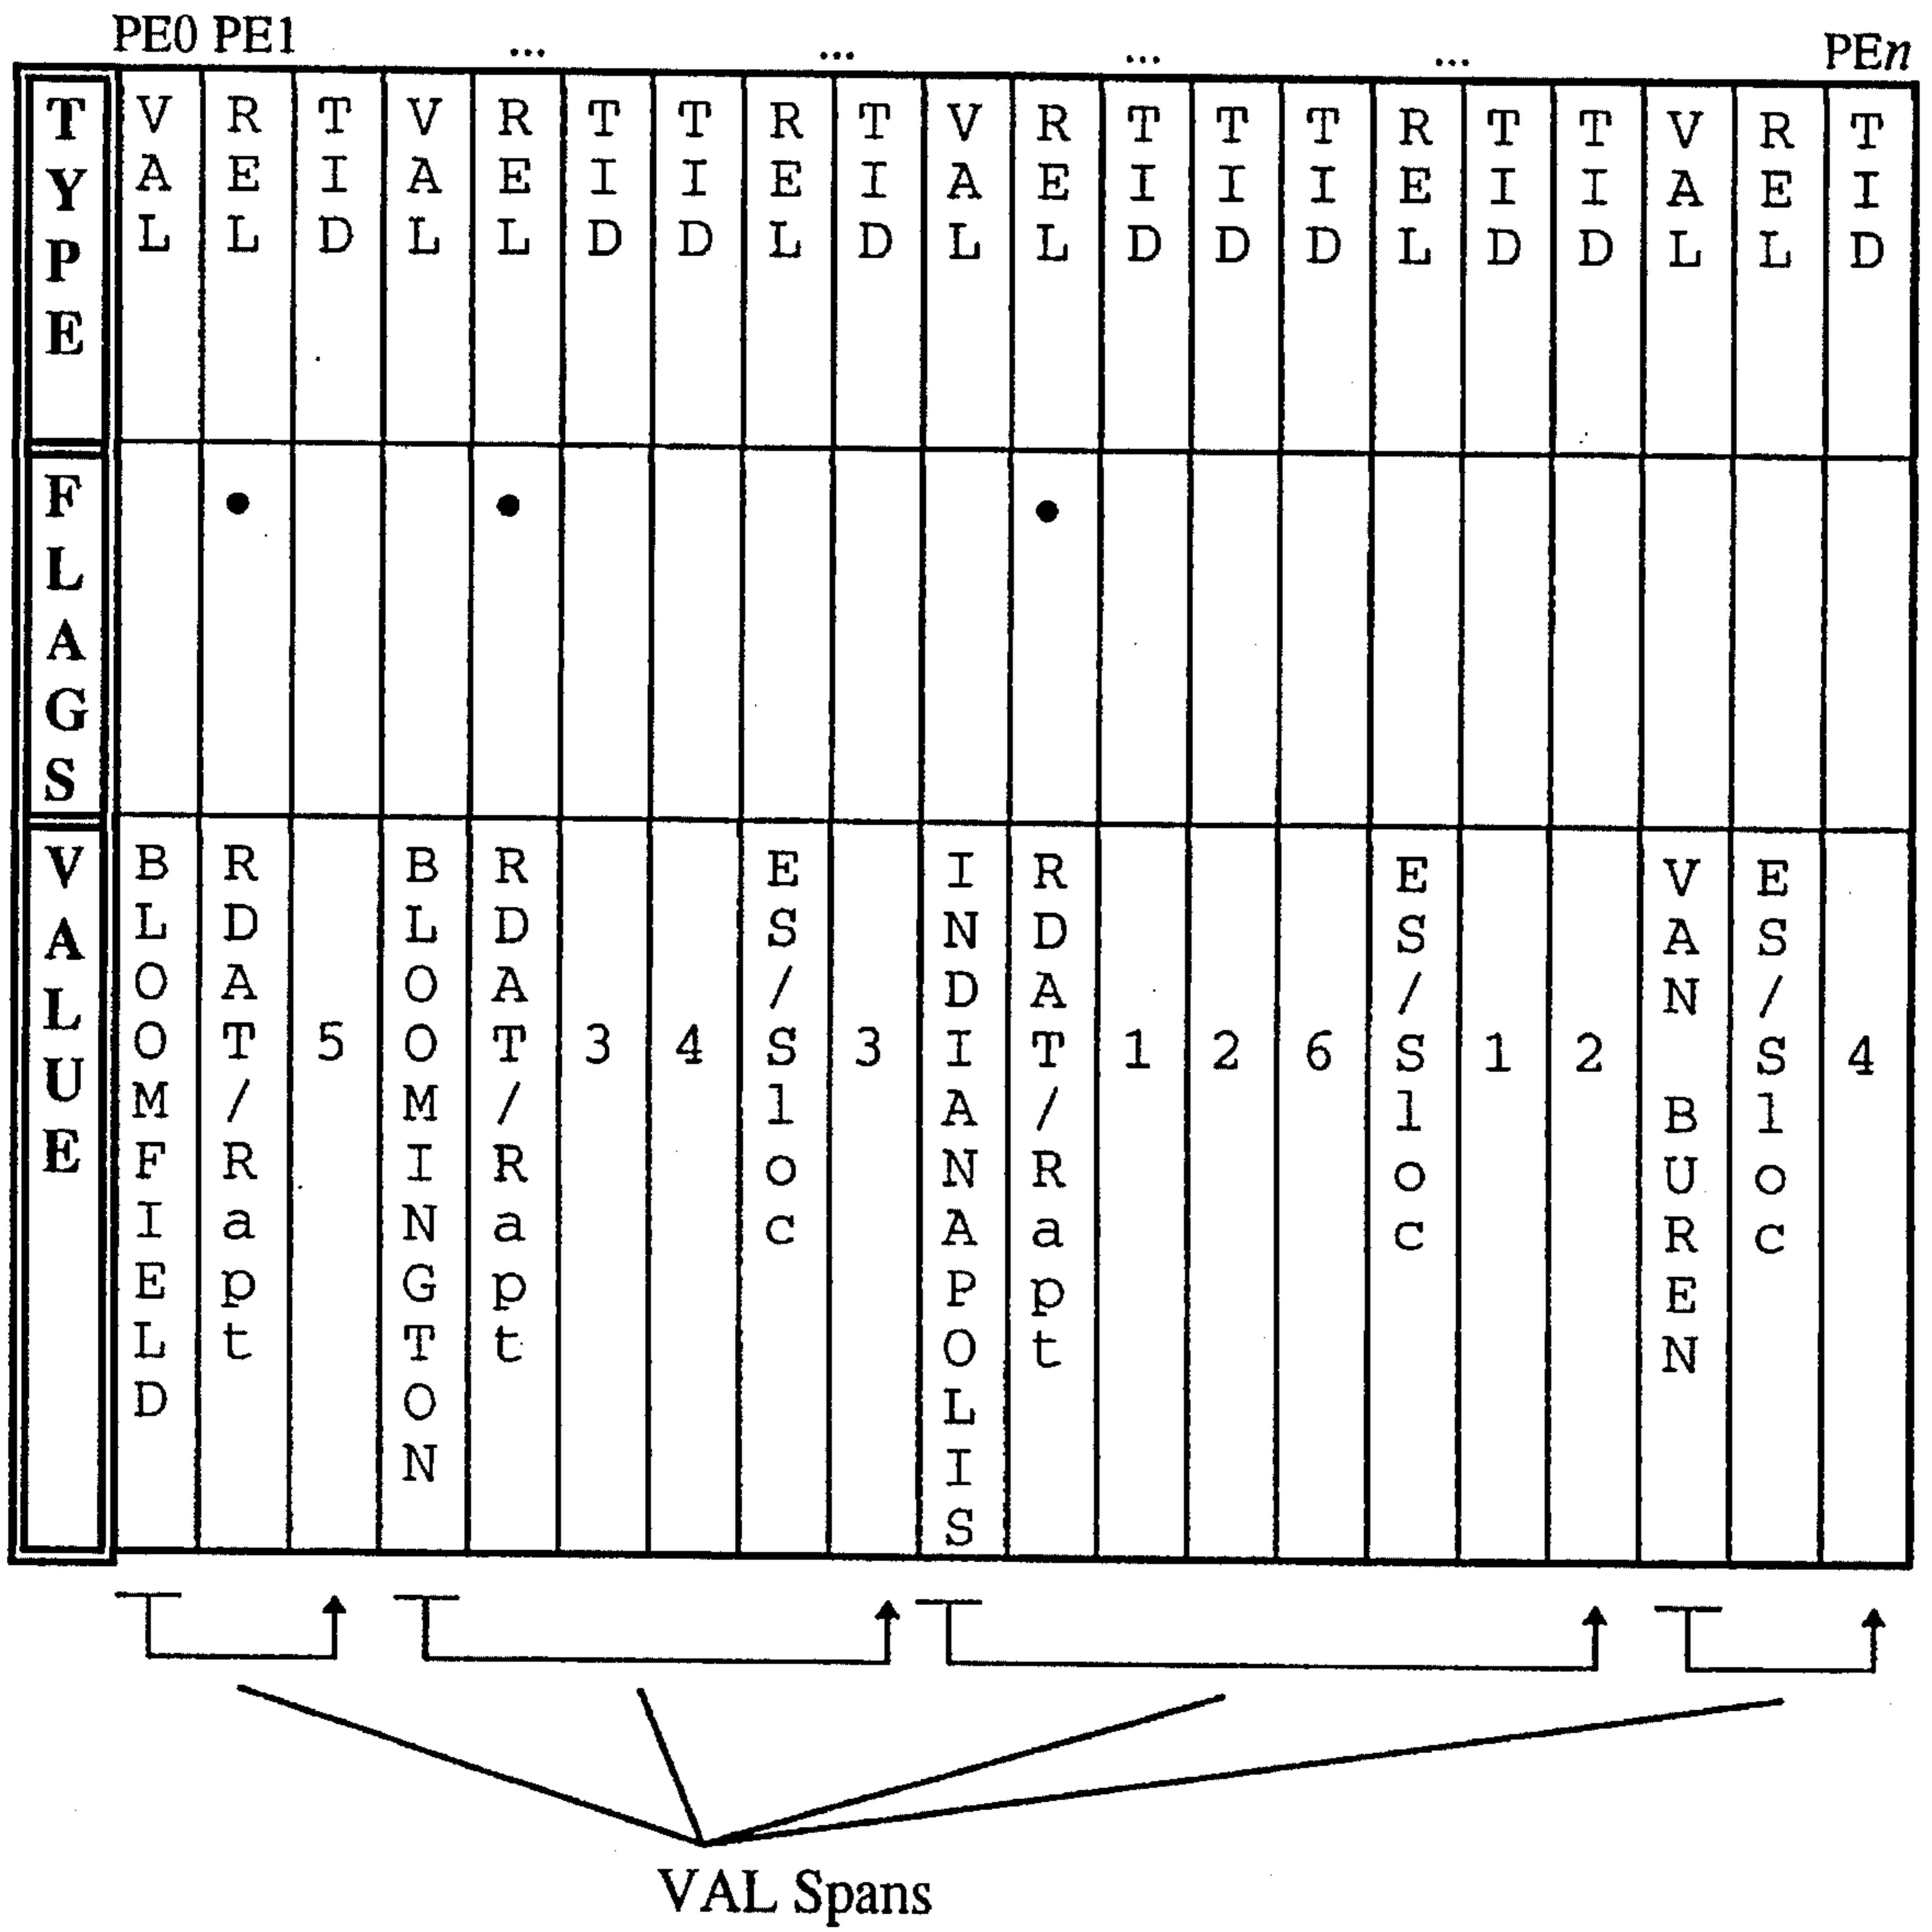 PE0 PE1 ... ... ... ... PEn
TYPE VAL REL TID VAL REL TID TID REL TID VAL REL TID TID TID REL TID TID VAL REL TID
FLAGS • • •
VALUE BLOOMFIELD RDAT/Rapt 5 BLOOMINGTON RDAT/Rapt 3 4 ES/Sloc 3 INDIANAPOLIS RDAT/Rapt 1 2 6 ES/Sloc 1 2 VAN BUREN ES/Sloc 4
VAL Spans